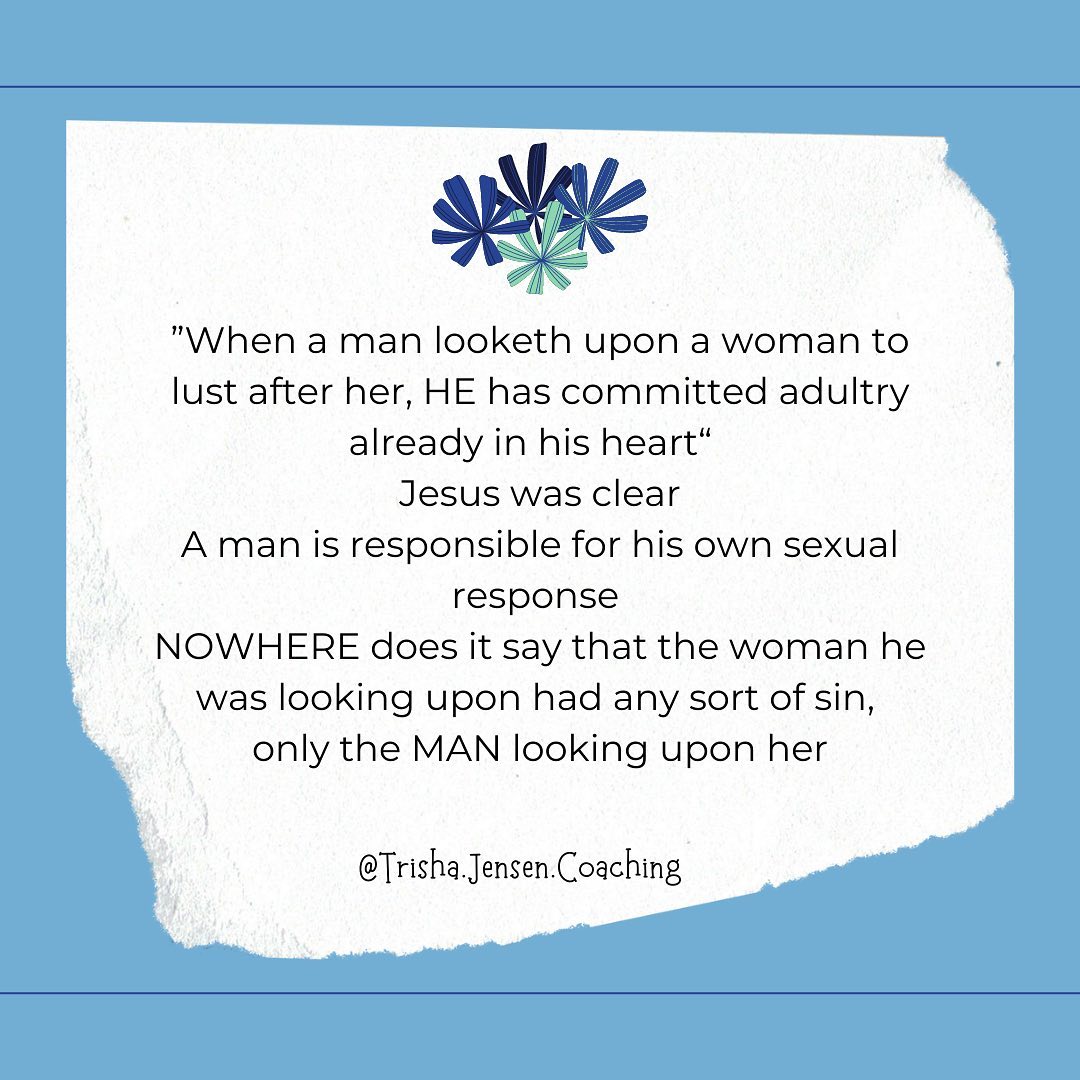 ”When a man looketh upon a woman to
lust after her, HE has committed adultry
already in his heart“
Jesus was clear
A man is responsible for his own sexual
response
NOWHERE does it say that the woman he
was looking upon had any sort of sin,
only the MAN looking upon her
@Trisha.Jensen.Coaching